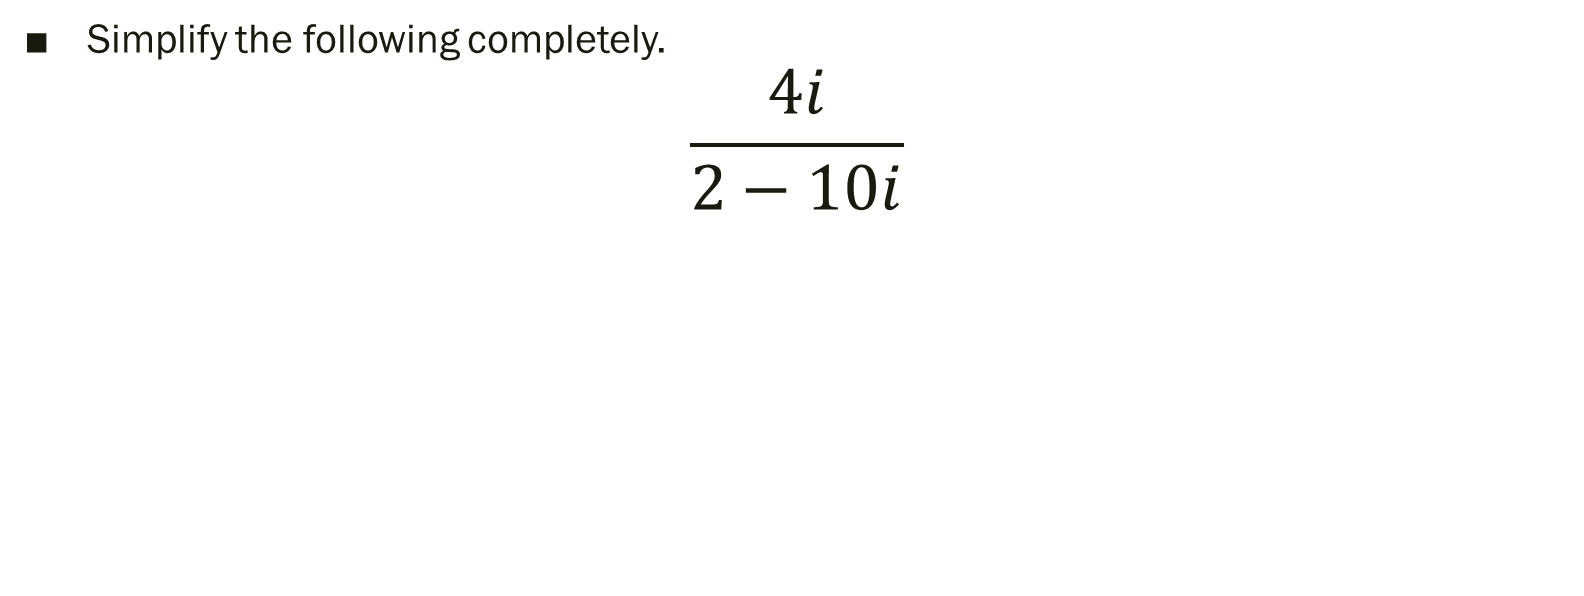 ▪ Simplify the following completely.
4i
2 − 10i